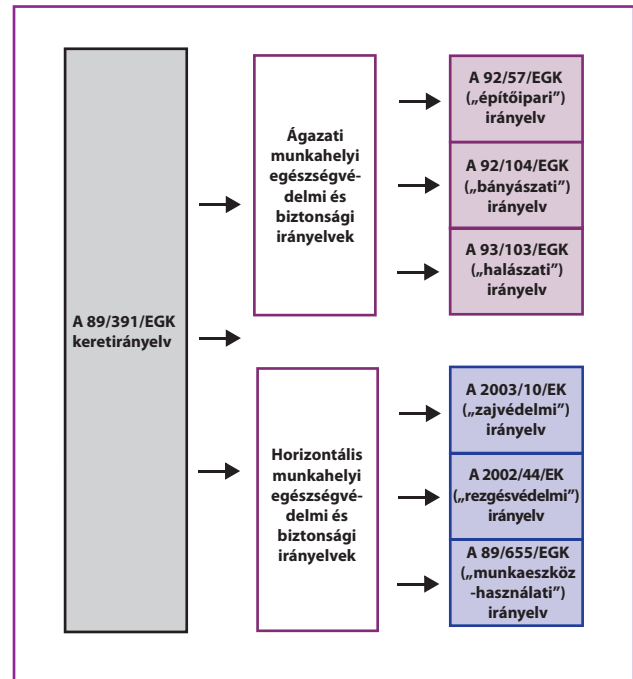 A 89/391/EGK
keretirányelv
Ágazati
munkahelyi
egészségvé-
delmi és
biztonsági
irányelvek
A 92/57/EGK
(„építőipari”)
irányelv
A 92/104/EGK
(„bányászati”)
irányelv
A 93/103/EGK
(„halászati”)
irányelv
Horizontális
munkahelyi
egészségvé-
delmi és
biztonsági
irányelvek
A 2003/10/EK
(„zajvédelmi”)
irányelv
A 2002/44/EK
(„rezgésvédelmi”)
irányelv
A 89/655/EGK
(„munkaeszköz
-használati”)
irányelv